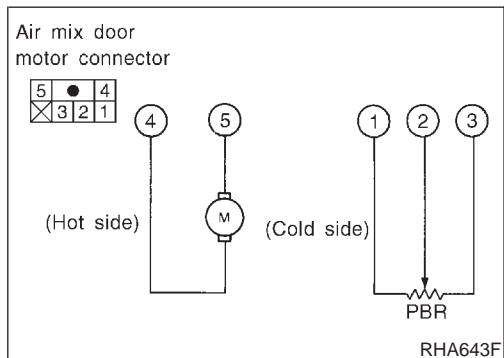 Air mix door
motor connector
5 4
3 2 1
4 5 1 2 3
(Hot side) M (Cold side)
PBR
RHA643F